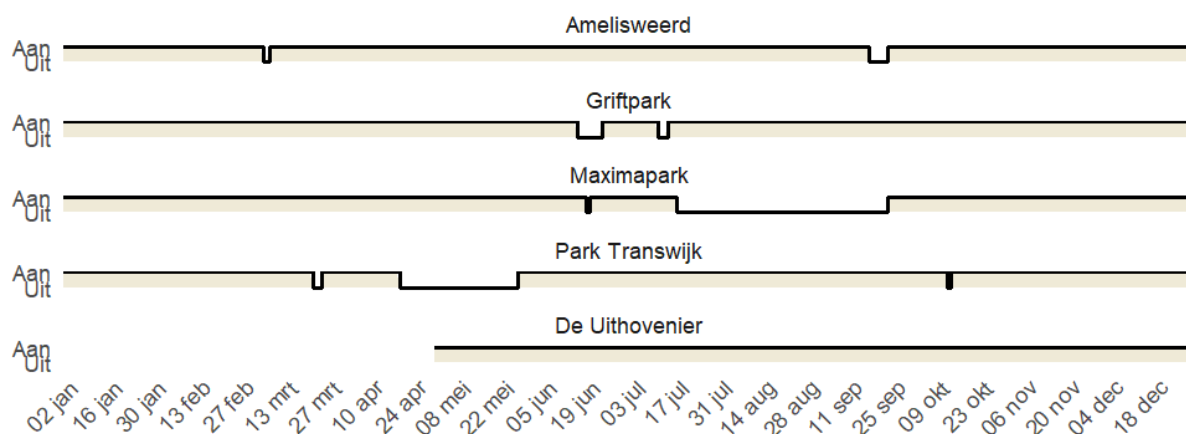 Amelisweerd
Aan
Uit
Griftpark
Aan
Uit
Maximapark
Aan
Uit
Park Transwijk
Aan
Uit
De Uithovenier
Aan
Uit
02 jan 16 jan 30 jan 13 feb 27 feb 13 mrt 27 mrt 10 apr 24 apr 08 mei 22 mei 05 jun 19 jun 03 jul 17 jul 31 jul 14 aug 28 aug 11 sep 25 sep 09 okt 23 okt 06 nov 20 nov 04 dec 18 dec